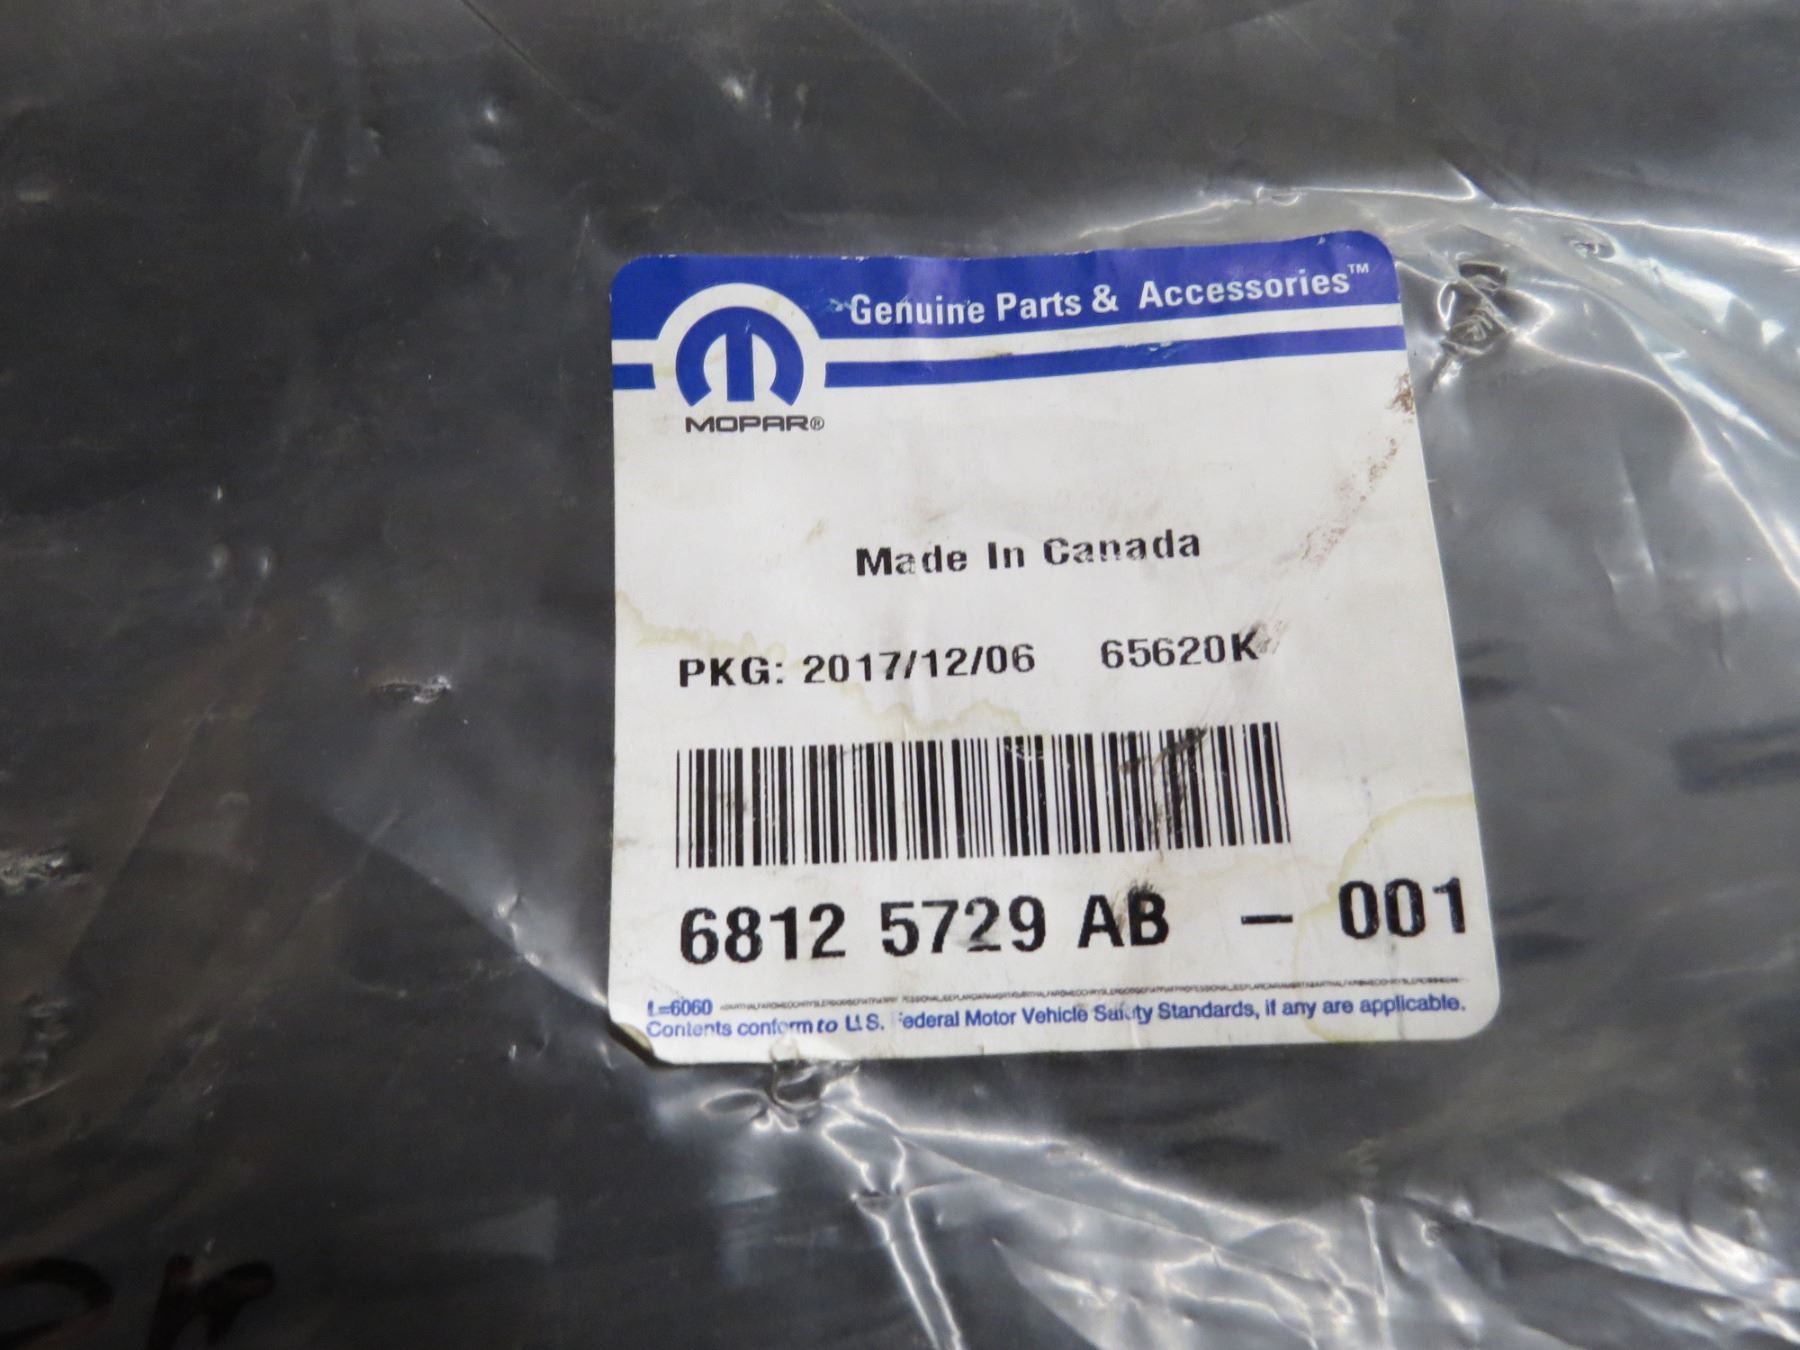 Genuine Parts & Accessories™
MOPAR®
Made In Canada
PKG: 2017/12/06 65620K
6812 5729 AB – 001
L=6060
Contents conform to U.S. Federal Motor Vehicle Safety Standards, if any are applicable.